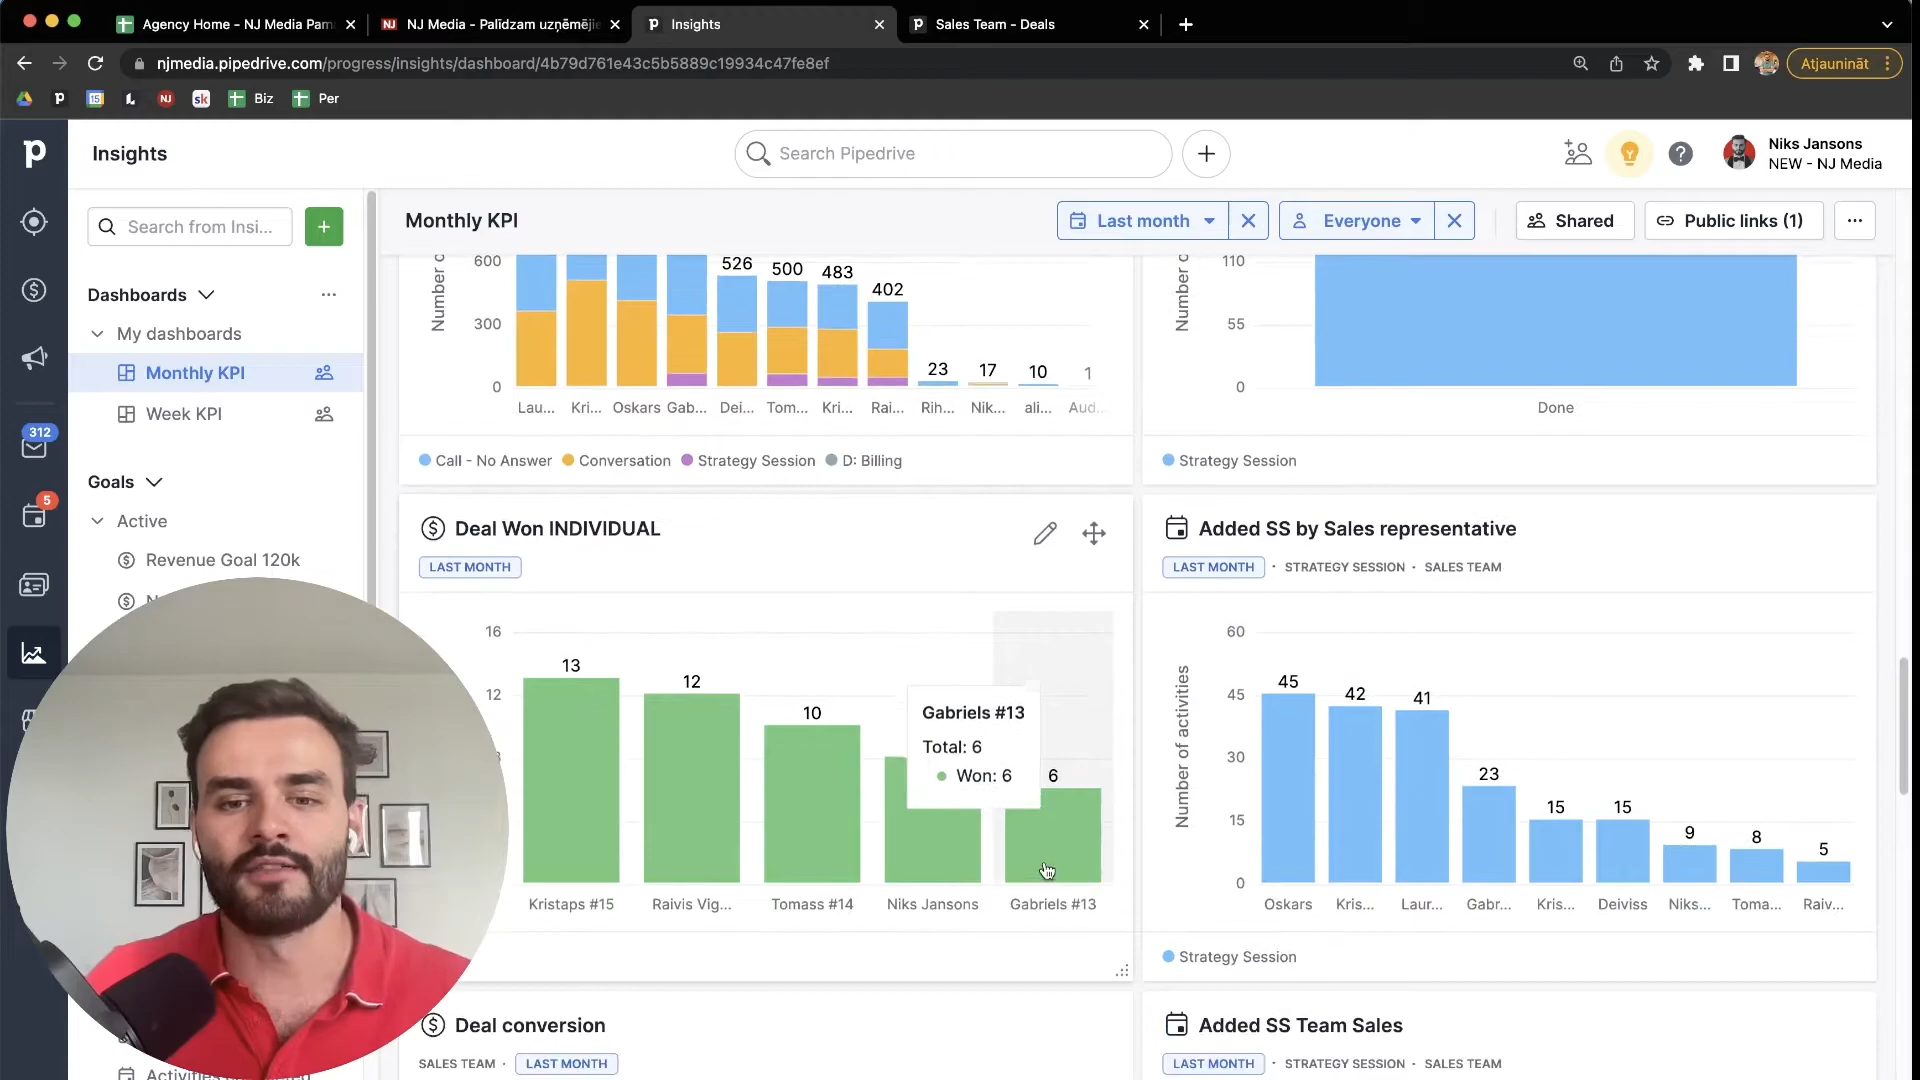 Agency Home - NJ Media Pam
NJ Media - Palīdzam uzņēmēji
Insights
Sales Team - Deals
njmedia.pipedrive.com/progress/insights/dashboard/4b79d761e43c5b5889c19934c47fe8ef
Atjaunināt
15
NJ
sk
Biz
Per
Insights
Search Pipedrive
Niks Jansons
NEW - NJ Media
Search from Insi...
Dashboards
My dashboards
Monthly KPI
Week KPI
312
5
Goals
Active
Revenue Goal 120k
Monthly KPI
Last month
Everyone
Shared
Public links (1)
600
300
0
526
500
483
402
23
17
10
1
Lau...
Kri...
Oskars
Gab...
Dei...
Tom...
Kri...
Rai...
Rih...
Nik...
ali...
Aud...
Call - No Answer
Conversation
Strategy Session
D: Billing
Number
110
55
0
Done
Strategy Session
Deal Won INDIVIDUAL
LAST MONTH
16
12
13
12
10
6
Gabriels #13
Total: 6
Won: 6
Kristaps #15
Raivis Vig...
Tomass #14
Niks Jansons
Gabriels #13
Added SS by Sales representative
LAST MONTH · STRATEGY SESSION · SALES TEAM
Number of activities
60
45
30
15
0
45
42
41
23
15
15
9
8
5
Oskars
Kris...
Laur...
Gabr...
Kris...
Deiviss
Niks...
Toma...
Raiv...
Strategy Session
Deal conversion
SALES TEAM · LAST MONTH
Added SS Team Sales
LAST MONTH · STRATEGY SESSION · SALES TEAM